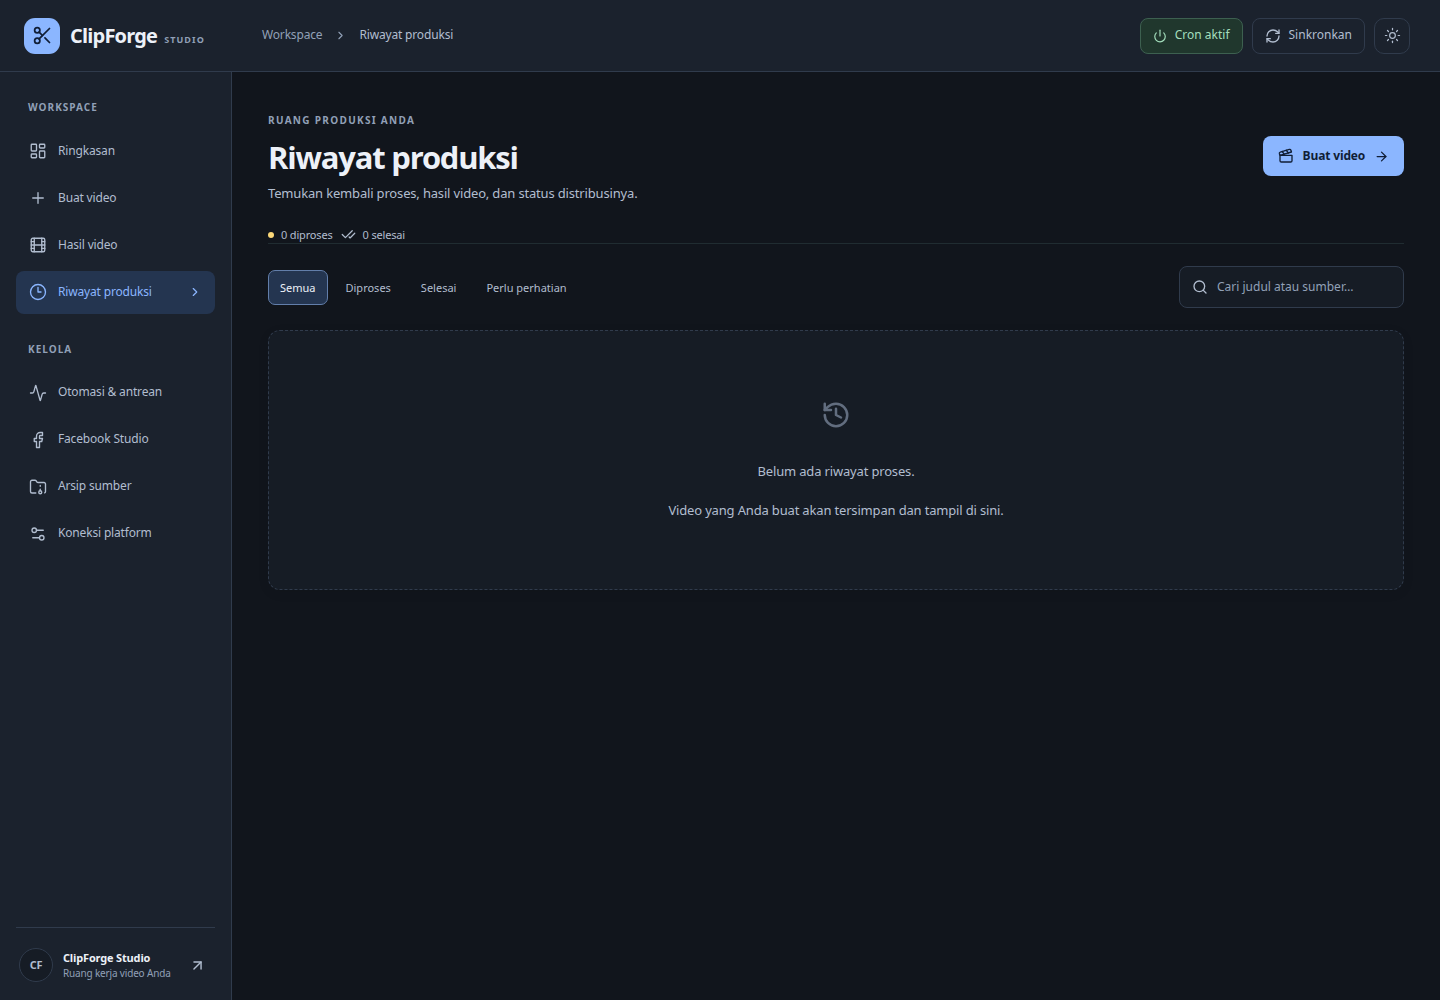 ClipForge STUDIO
Workspace
Riwayat produksi
Cron aktif
Sinkronkan
WORKSPACE
Ringkasan
Buat video
Hasil video
Riwayat produksi
KELOLA
Otomasi & antrean
Facebook Studio
Arsip sumber
Koneksi platform
CF
ClipForge Studio
Ruang kerja video Anda
RUANG PRODUKSI ANDA
Riwayat produksi
Temukan kembali proses, hasil video, dan status distribusinya.
Buat video
0 diproses
0 selesai
Semua
Diproses
Selesai
Perlu perhatian
Cari judul atau sumber...
Belum ada riwayat proses.
Video yang Anda buat akan tersimpan dan tampil di sini.